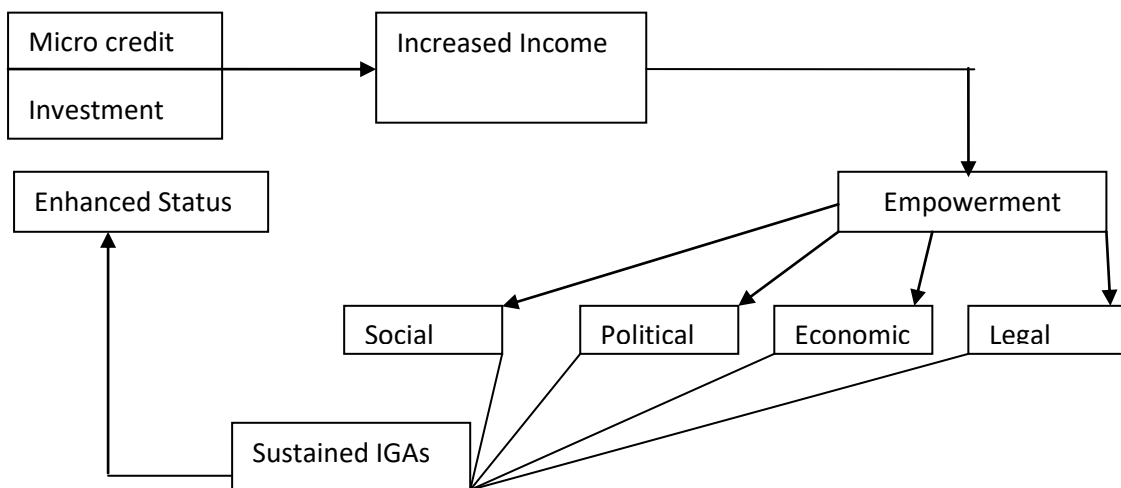 Micro credit
Increased Income
Investment
Enhanced Status
Empowerment
Social
Political
Economic
Legal
Sustained IGAs